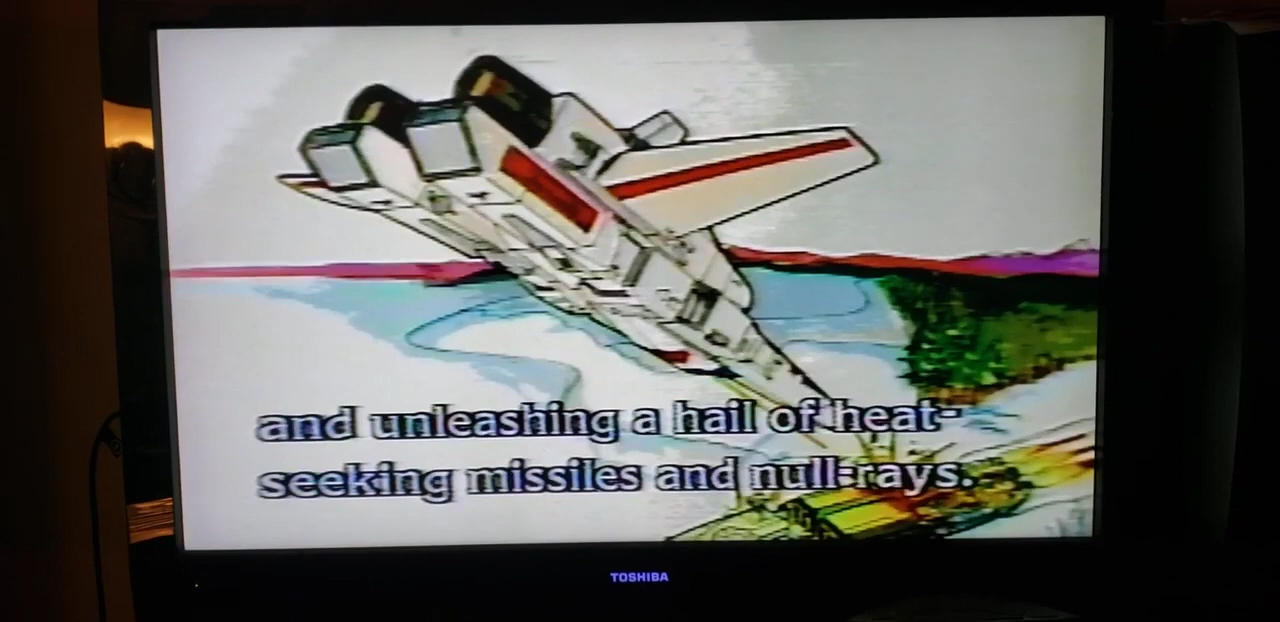 and unleashing a hail of heat-
seeking missiles and null-rays.
TOSHIBA